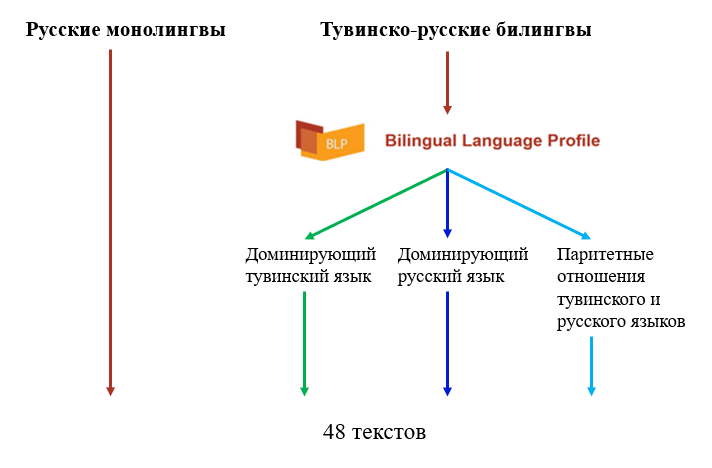 Русские монолингвы
Тувинско-русские билингвы
BLP
Bilingual Language Profile
Доминирующий
тувинский язык
Доминирующий
русский язык
Паритетные
отношения
тувинского и
русского языков
48 текстов